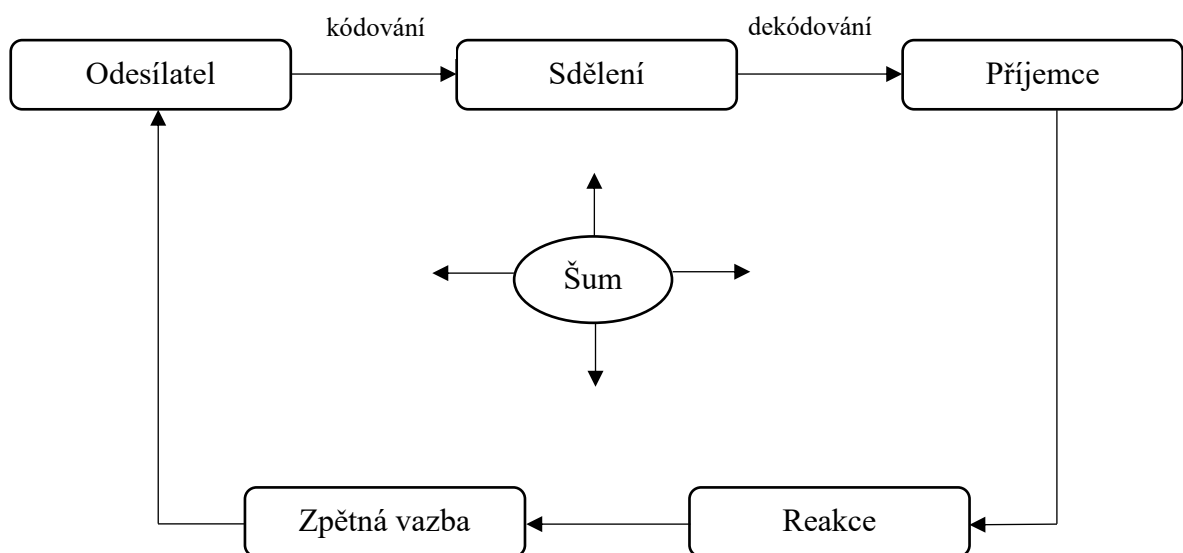 kódování
dekódování
Odesílatel
Sdělení
Příjemce
Šum
Zpětná vazba
Reakce